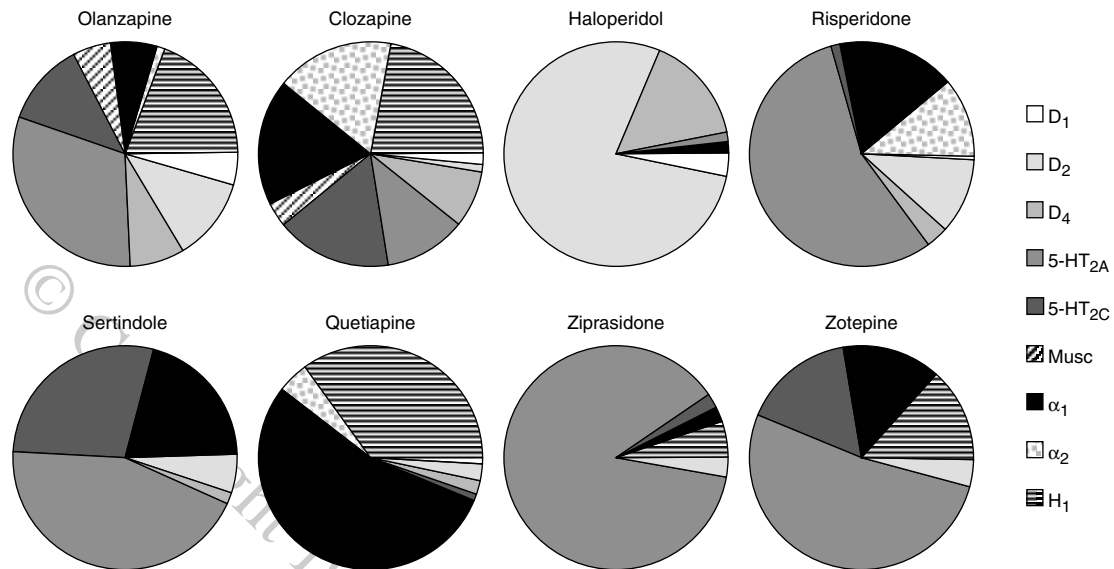 Olanzapine Clozapine Haloperidol Risperidone
Sertindole Quetiapine Ziprasidone Zotepine
D1
D2
D4
5-HT2A
5-HT2C
Musc
α1
α2
H1
©